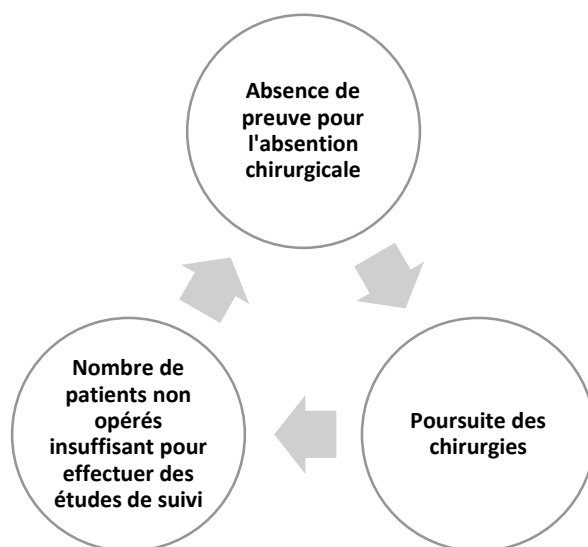 Absence de
preuve pour
l'absention
chirurgicale
Poursuite des
chirurgies
Nombre de
patients non
opérés
insuffisant pour
effectuer des
études de suivi